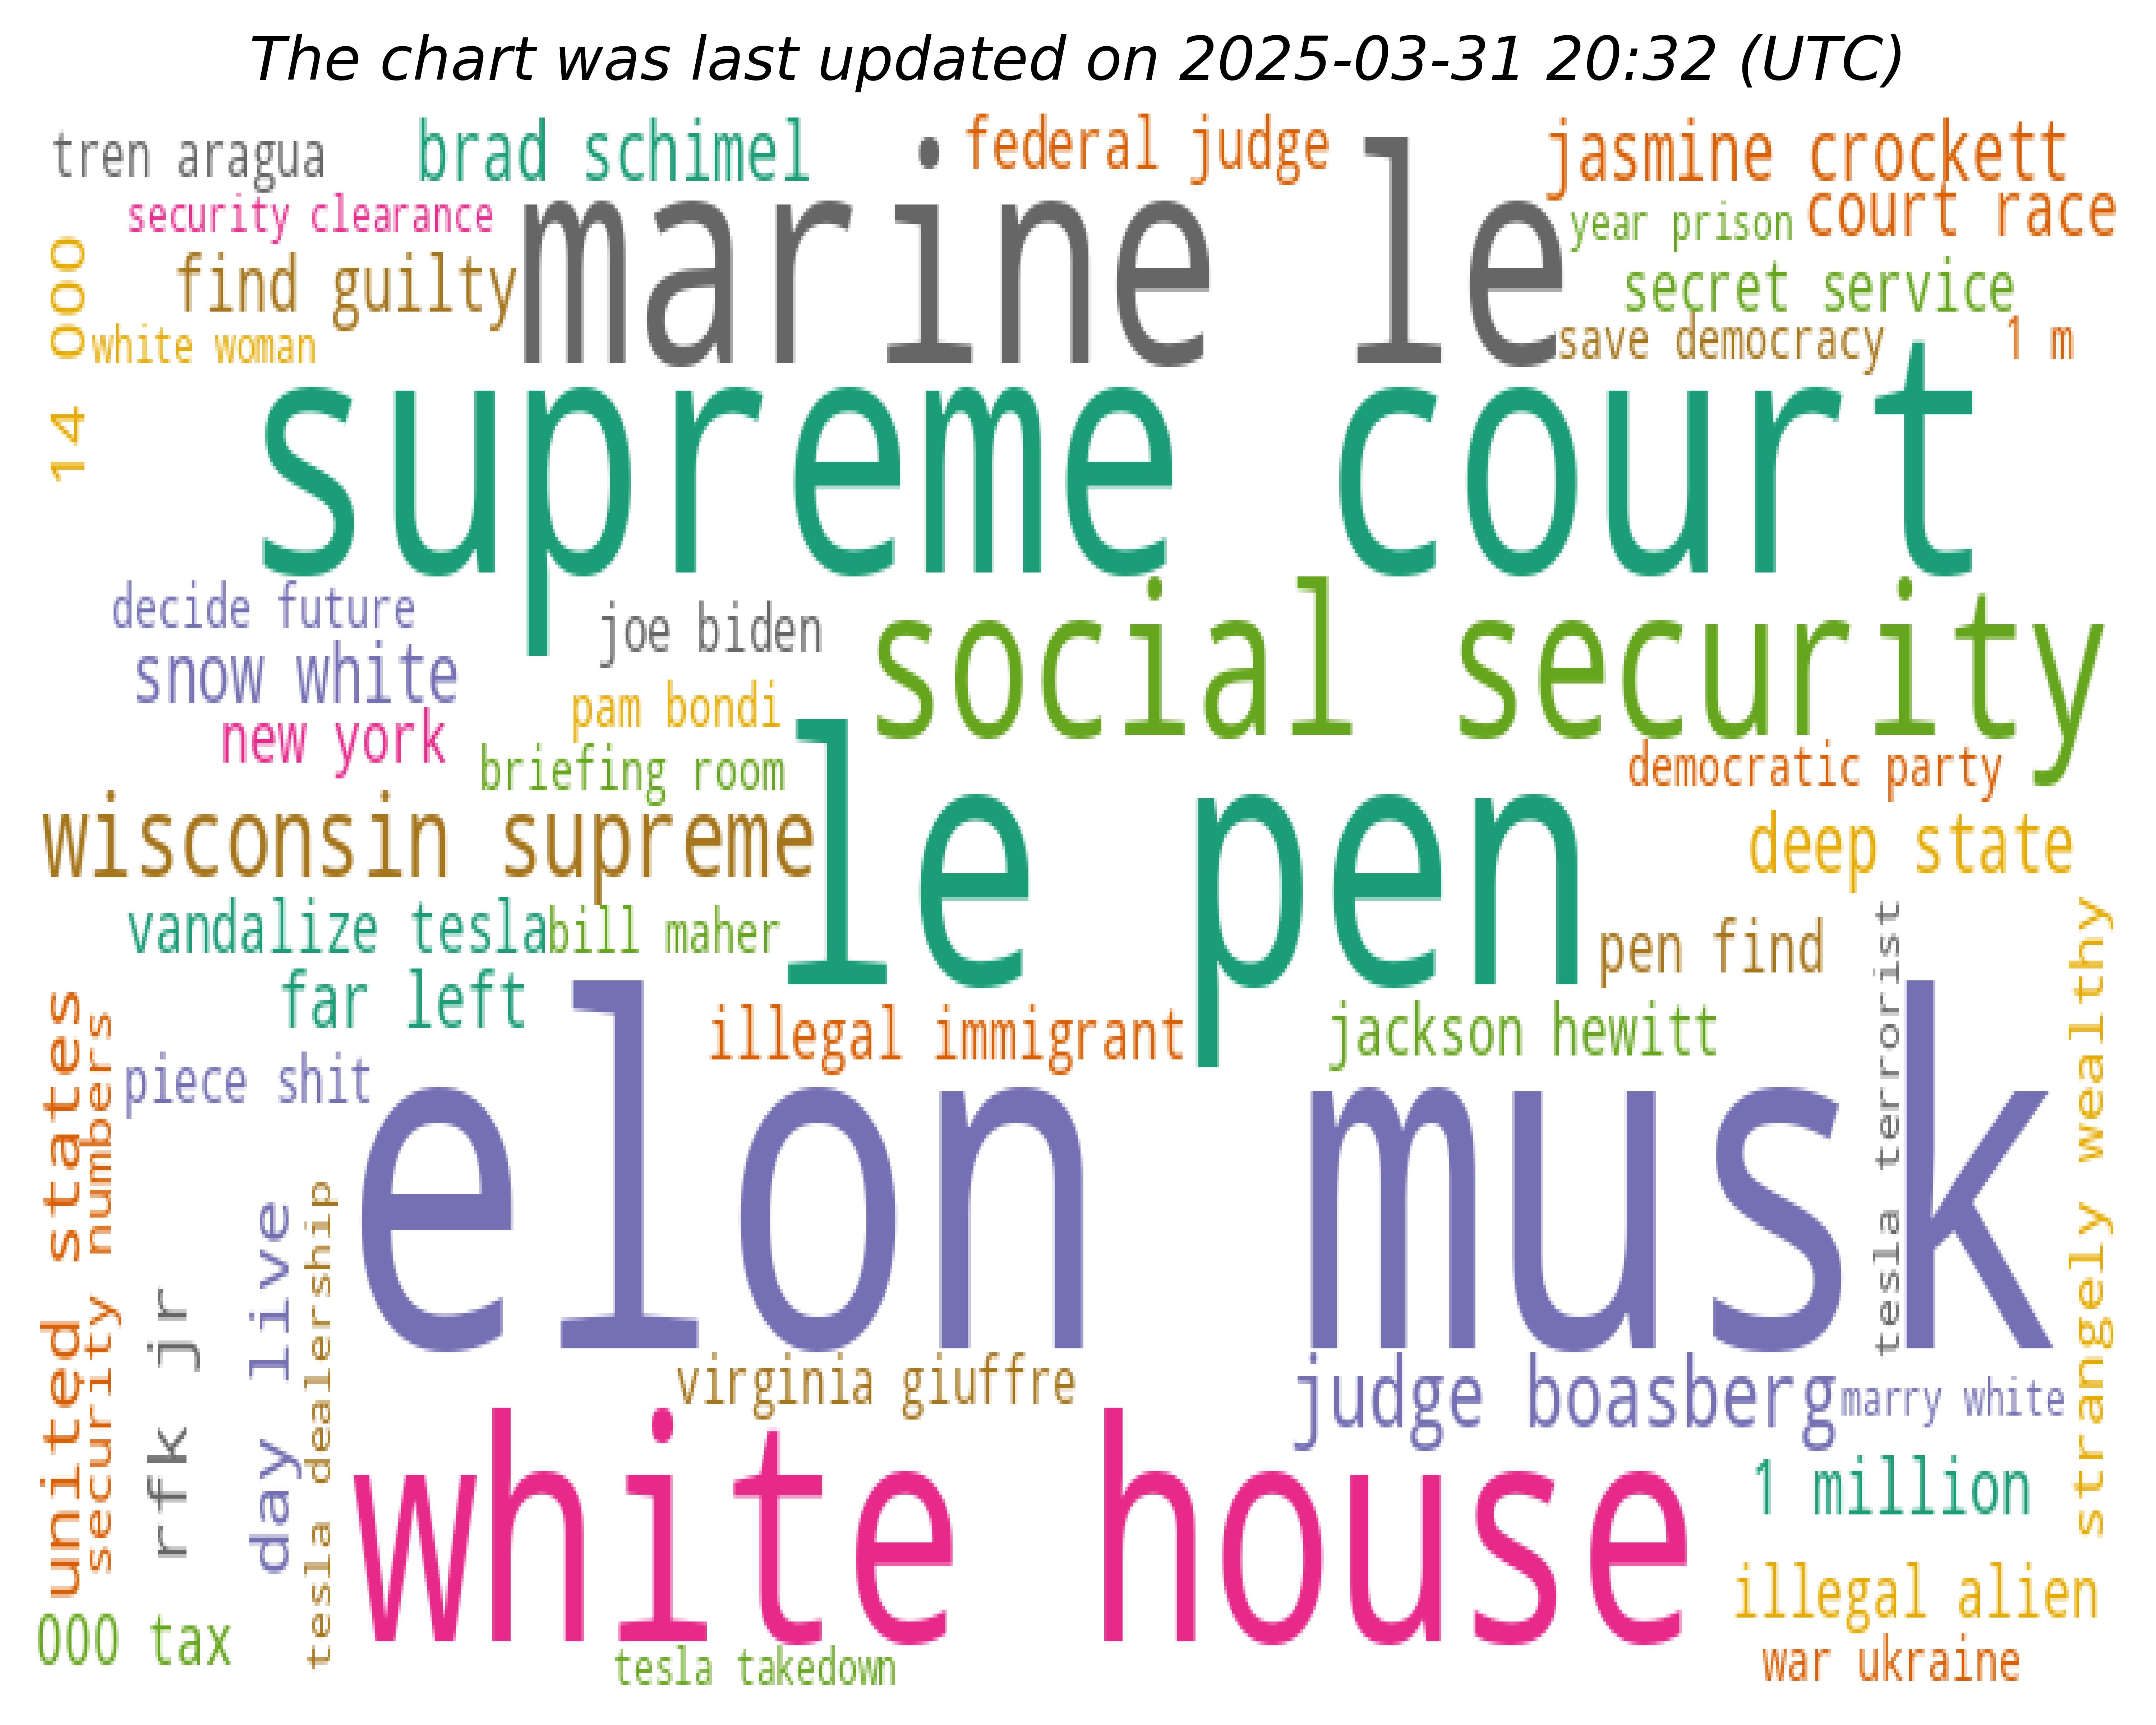 The chart was last updated on 2025-03-31 20:32 (UTC)
tren aragua
brad schimel
federal judge
jasmine crockett
security clearance
marine le
year prison
court race
find guilty
secret service
14 000
white woman
save democracy
1 m
supreme court
decide future
joe biden
social security
snow white
pam bondi
new york
briefing room
le pen
democratic party
wisconsin supreme
deep state
vandalize tesla
bill maher
pen find
far left
illegal immigrant
jackson hewitt
tesla terrorist
strangely wealthy
united states
security numbers
piece shit
elon musk
rfk jr
day live
tesla dealership
virginia giuffre
judge boasberg
marry white
white house
1 million
illegal alien
000 tax
tesla takedown
war ukraine